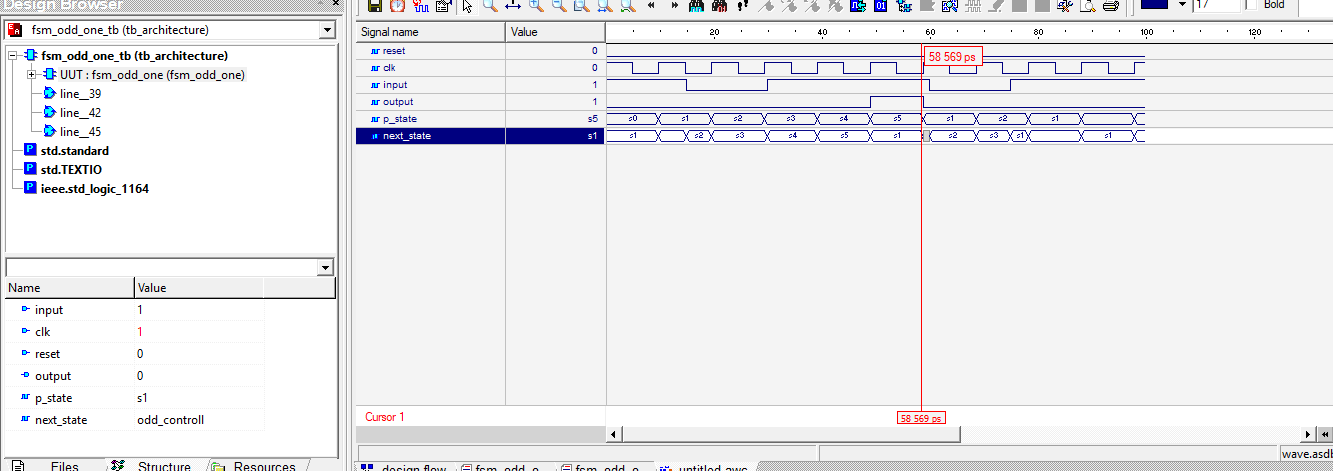 Design Browser
fsm_odd_one_tb (tb_architecture)
fsm_odd_one_tb (tb_architecture)
UUT : fsm_odd_one (fsm_odd_one)
line__39
line__42
line__45
std.standard
std.TEXTIO
ieee.std_logic_1164
Name Value
input 1
clk 1
reset 0
output 0
p_state s1
next_state odd_controll
Files Structure Resources
17 Bold
Signal name Value 20 40 60 80 100 120
reset 0 58 569 ps
clk 0
input 1
output 1
p_state s5 s0 s1 s2 s3 s4 s5 s1 s2 s1
next_state s1 s1 s2 s3 s4 s5 s1 s2 s3 s1 s1
Cursor 1 58 569 ps
wave.asdb
design flow fsm_odd_o... fsm_odd_o... untitled.awc